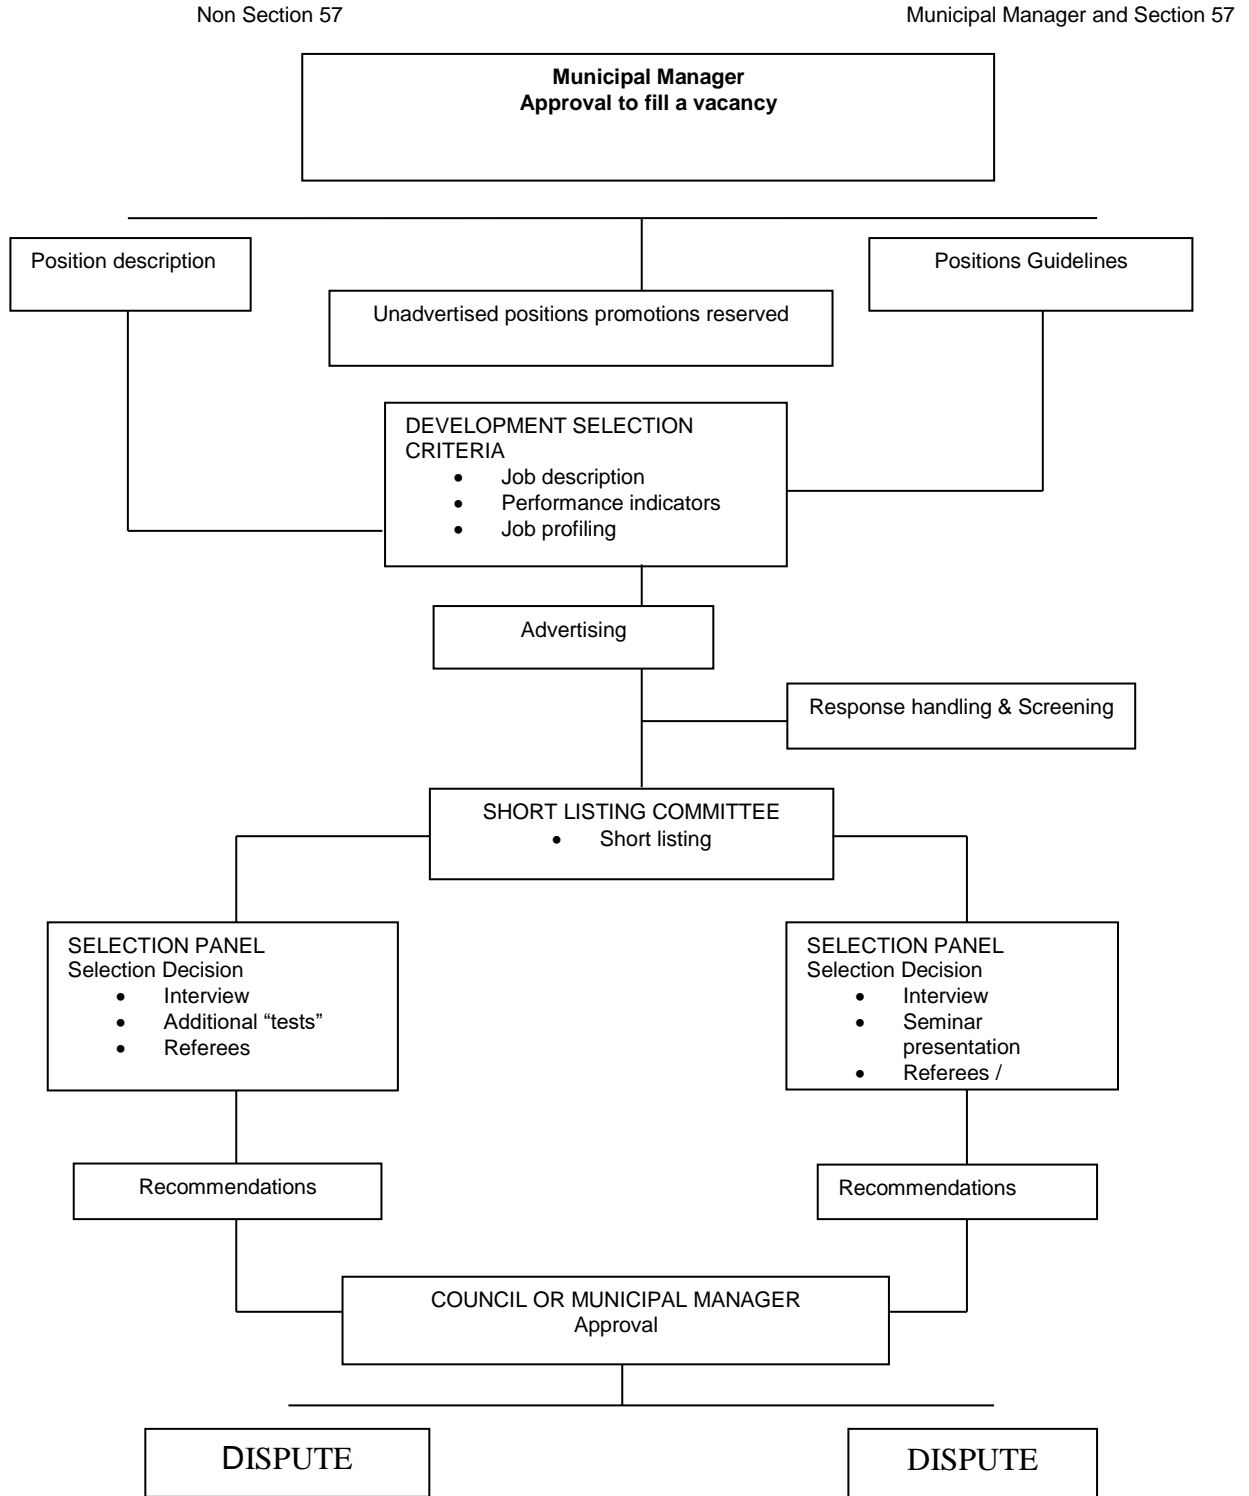 Non Section 57
Municipal Manager and Section 57
Municipal Manager
Approval to fill a vacancy
Position description
Positions Guidelines
Unadvertised positions promotions reserved
DEVELOPMENT SELECTION
CRITERIA
• Job description
• Performance indicators
• Job profiling
Advertising
Response handling & Screening
SHORT LISTING COMMITTEE
• Short listing
SELECTION PANEL
Selection Decision
• Interview
• Additional “tests”
• Referees
SELECTION PANEL
Selection Decision
• Interview
• Seminar
presentation
• Referees /
Recommendations
Recommendations
COUNCIL OR MUNICIPAL MANAGER
Approval
DISPUTE
DISPUTE